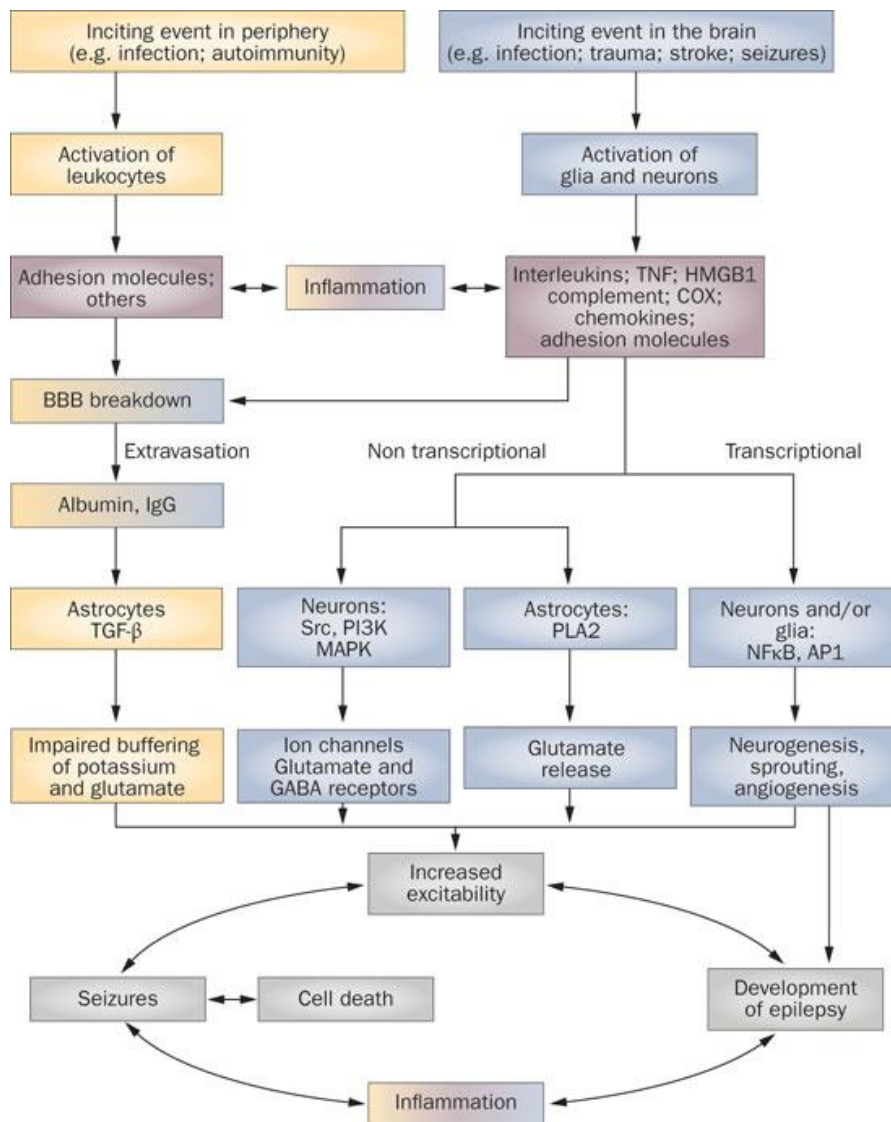 Inciting event in periphery
(e.g. infection; autoimmunity)
Inciting event in the brain
(e.g. infection; trauma; stroke; seizures)
Activation of
leukocytes
Activation of
glia and neurons
Adhesion molecules;
others
Inflammation
Interleukins; TNF; HMGB1
complement; COX;
chemokines;
adhesion molecules
BBB breakdown
Extravasation
Non transcriptional
Transcriptional
Albumin, IgG
Astrocytes
TGF-β
Neurons:
Src, PI3K
MAPK
Astrocytes:
PLA2
Neurons and/or
glia:
NFκB, AP1
Impaired buffering
of potassium
and glutamate
Ion channels
Glutamate and
GABA receptors
Glutamate
release
Neurogenesis,
sprouting,
angiogenesis
Increased
excitability
Seizures
Cell death
Development
of epilepsy
Inflammation